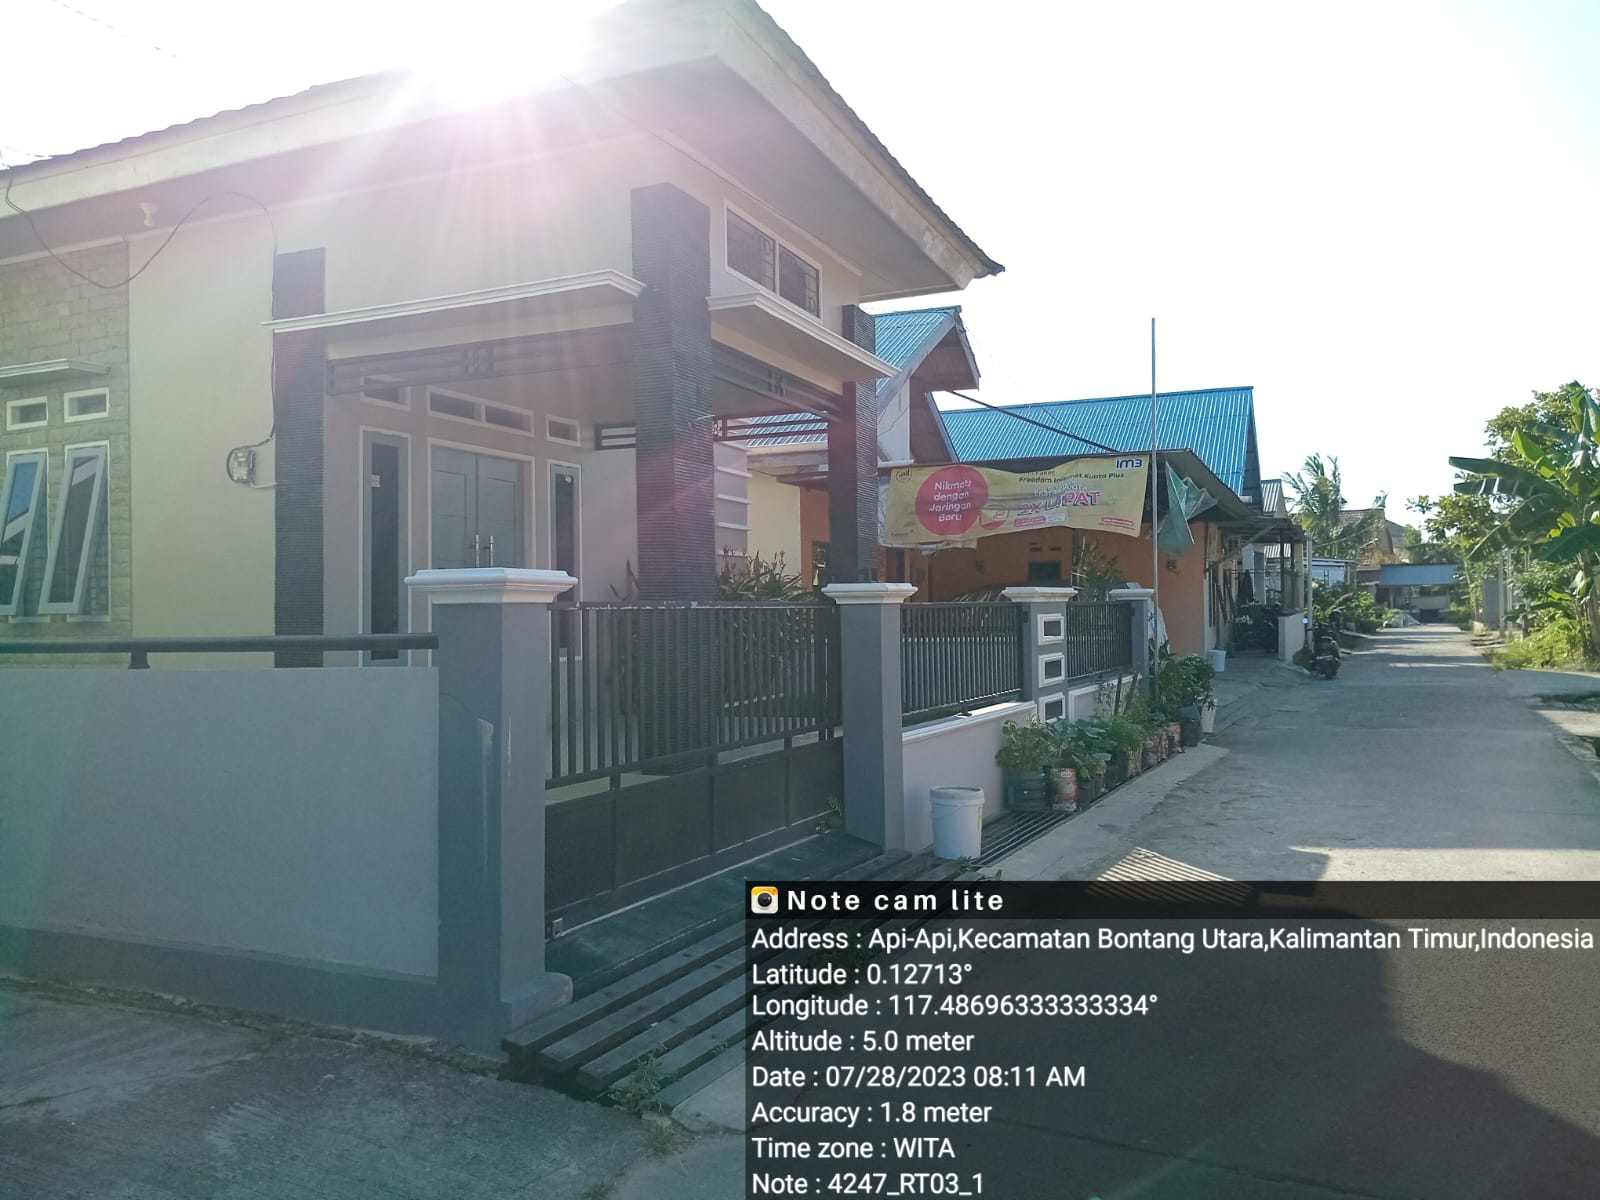 im3
Freedom Internet Kuota Plus
Nikmati
dengan
Jaringan
Baru
2X LIPAT
Note cam lite
Address : Api-Api,Kecamatan Bontang Utara,Kalimantan Timur,Indonesia
Latitude : 0.12713°
Longitude : 117.48696333333334°
Altitude : 5.0 meter
Date : 07/28/2023 08:11 AM
Accuracy : 1.8 meter
Time zone : WITA
Note : 4247_RT03_1